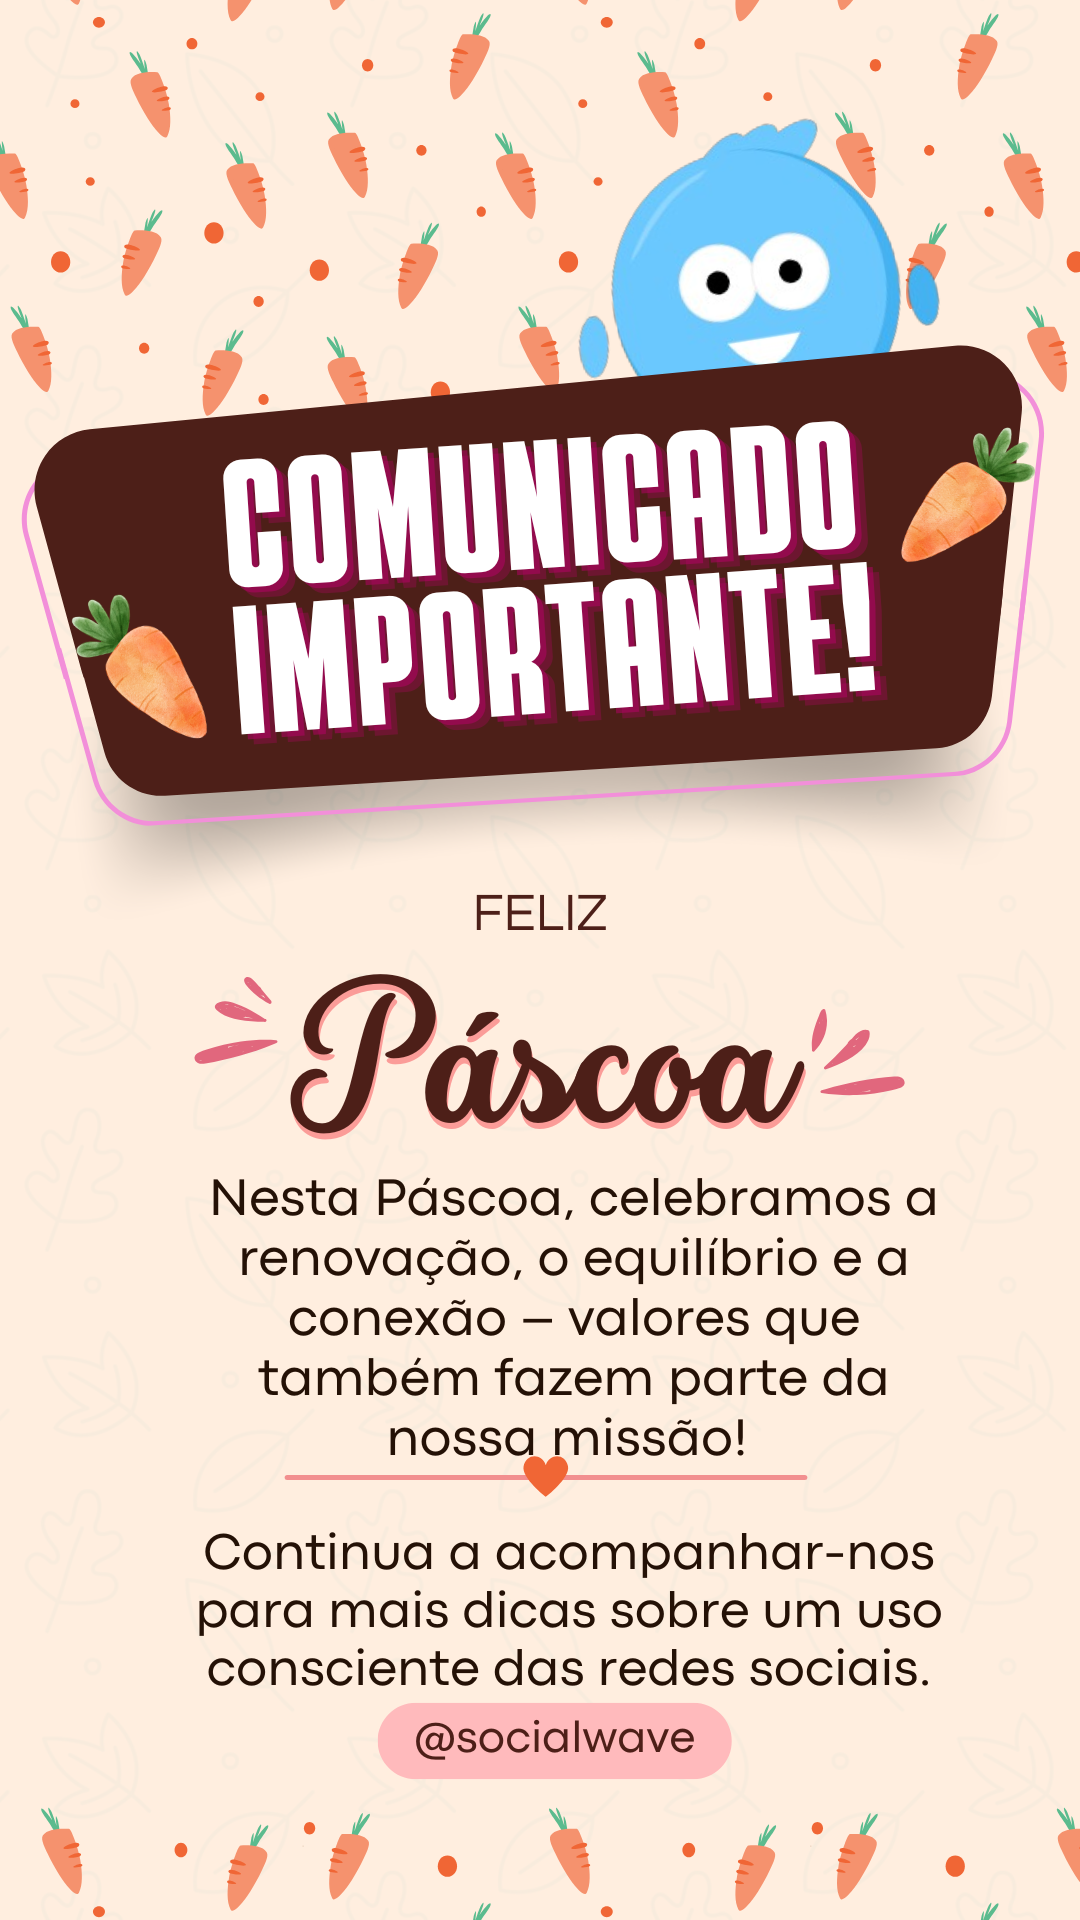 COMUNICADO
IMPORTANTE!
FELIZ
Páscoa
Nesta Páscoa, celebramos a
renovação, o equilíbrio e a
conexão – valores que
também fazem parte da
nossa missão!
Continua a acompanhar-nos
para mais dicas sobre um uso
consciente das redes sociais.
@socialwave